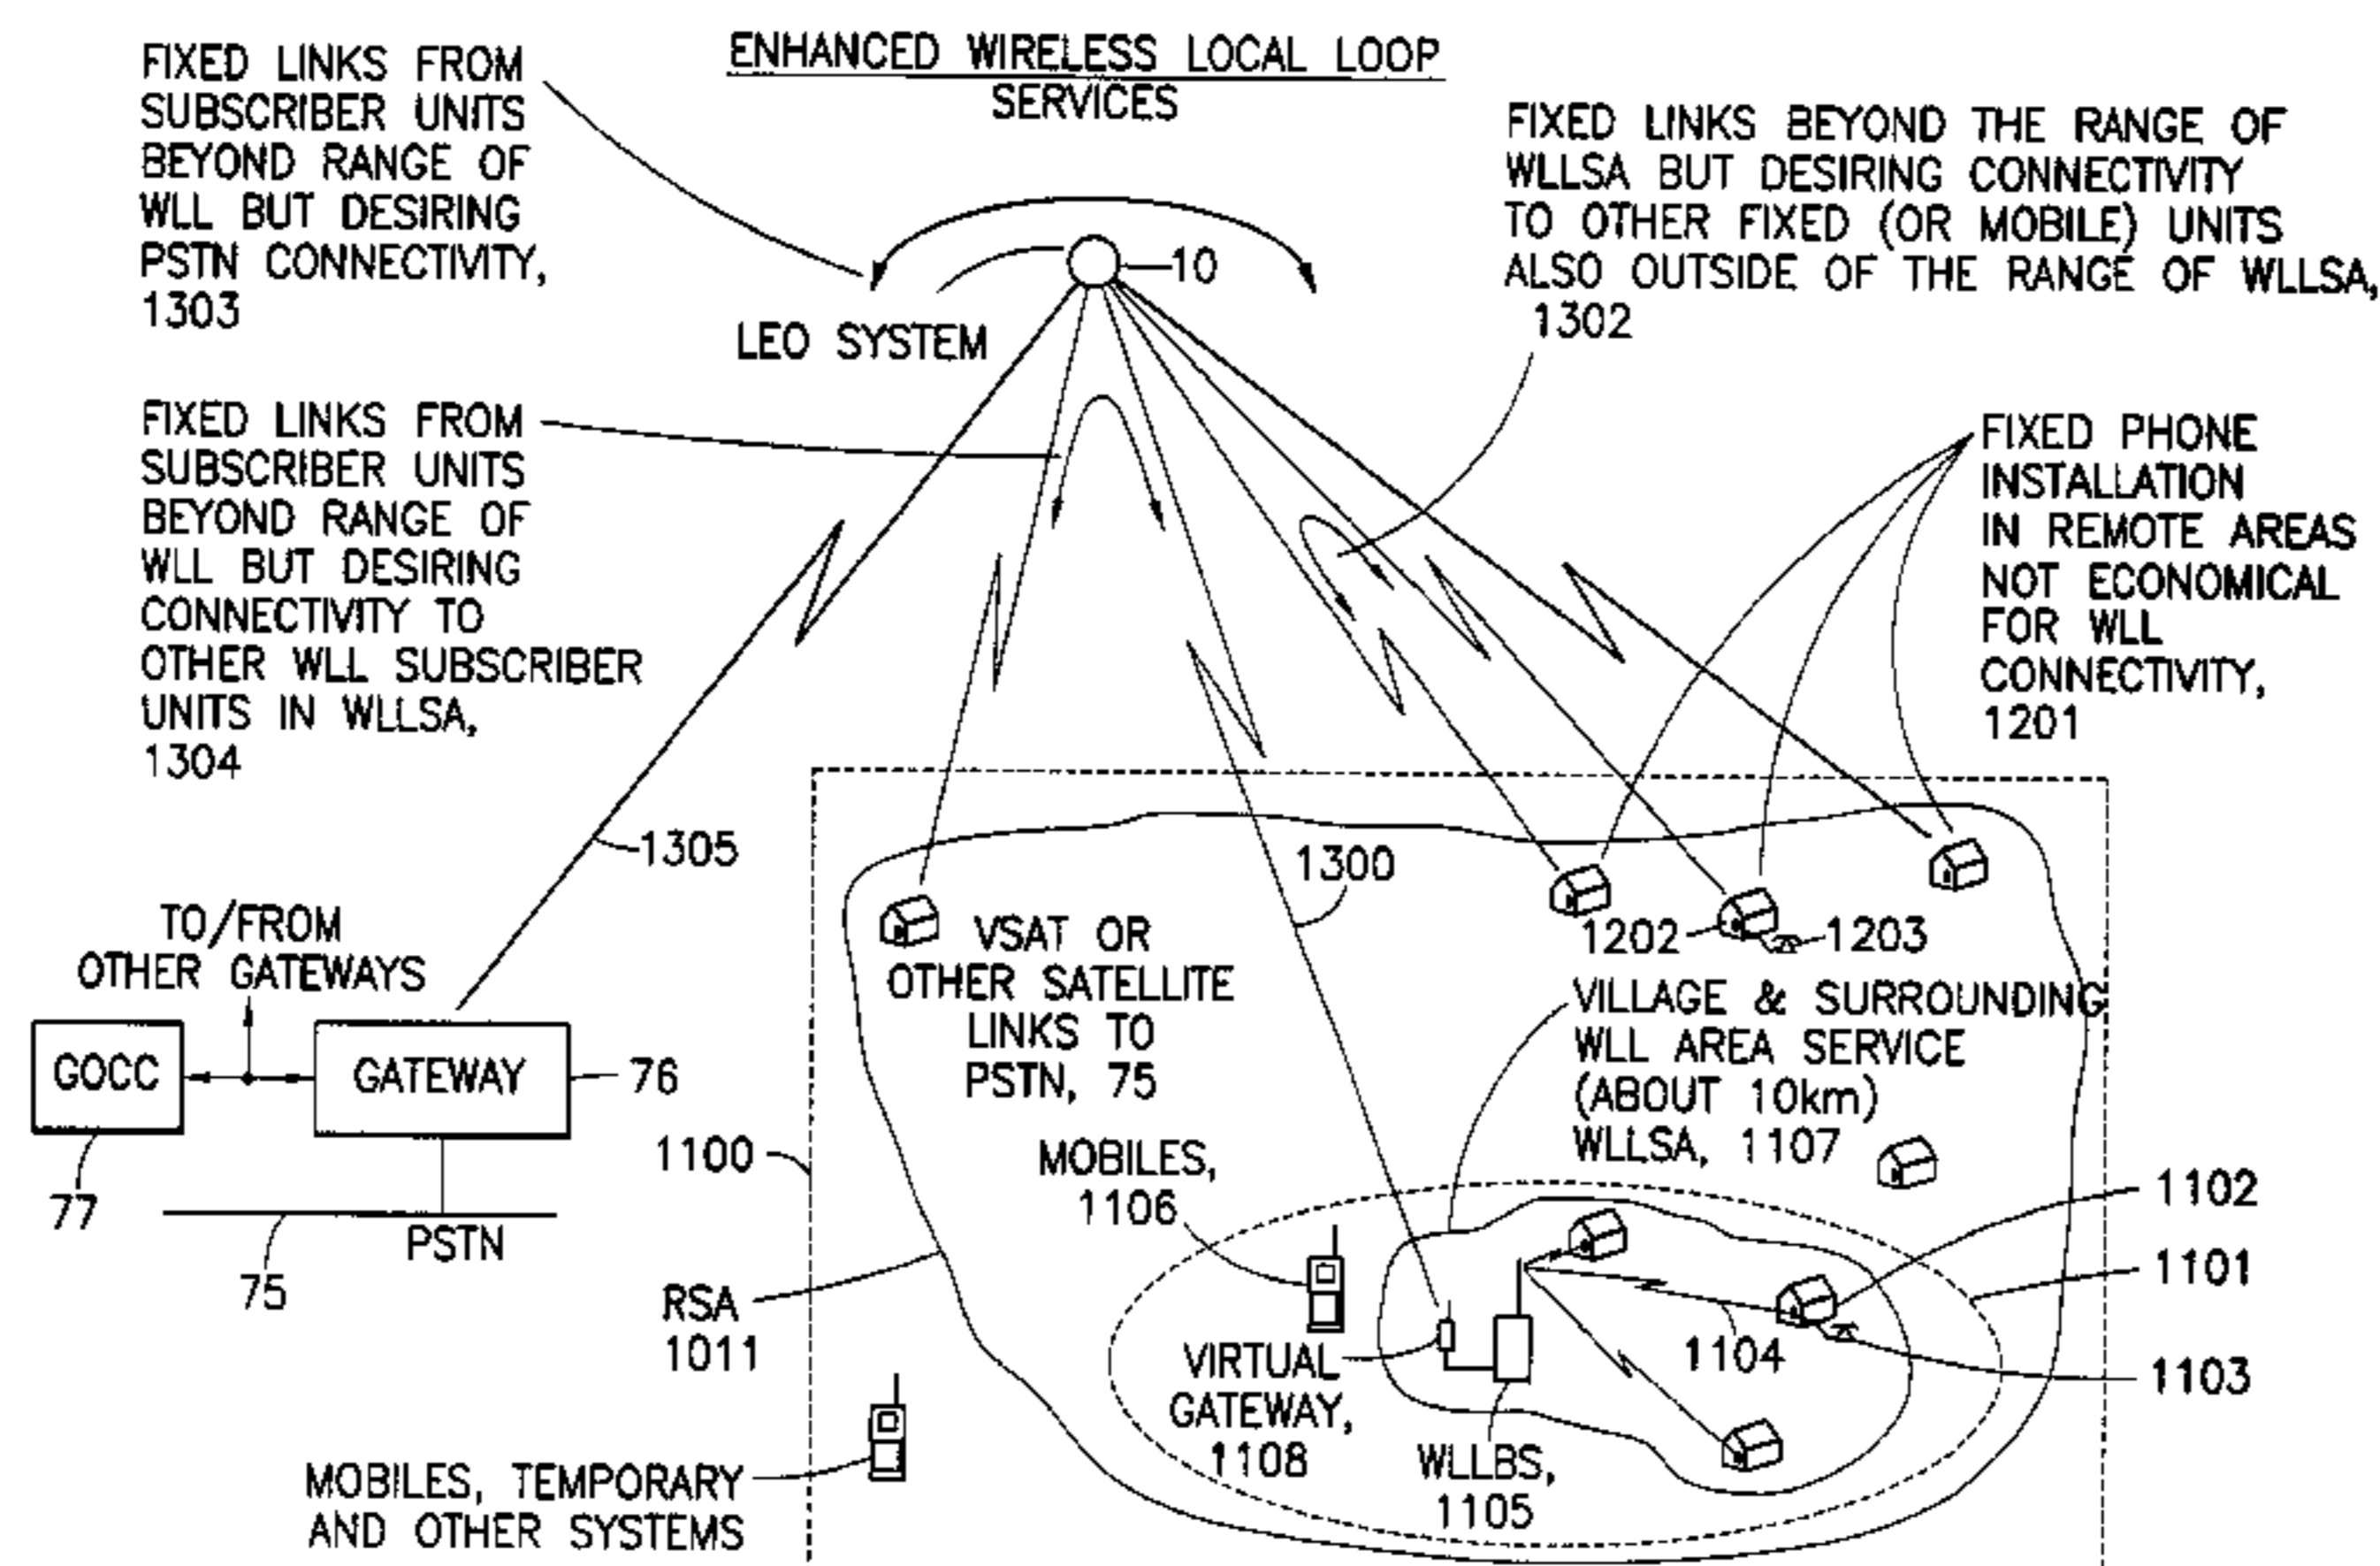 ENHANCED WIRELESS LOCAL LOOP
SERVICES
FIXED LINKS FROM
SUBSCRIBER UNITS
BEYOND RANGE OF
WLL BUT DESIRING
PSTN CONNECTIVITY,
1303
FIXED LINKS BEYOND THE RANGE OF
WLLSA BUT DESIRING CONNECTIVITY
TO OTHER FIXED (OR MOBILE) UNITS
ALSO OUTSIDE OF THE RANGE OF WLLSA,
1302
10
LEO SYSTEM
FIXED LINKS FROM
SUBSCRIBER UNITS
BEYOND RANGE OF
WLL BUT DESIRING
CONNECTIVITY TO
OTHER WLL SUBSCRIBER
UNITS IN WLLSA,
1304
FIXED PHONE
INSTALLATION
IN REMOTE AREAS
NOT ECONOMICAL
FOR WLL
CONNECTIVITY,
1201
1305
1300
TO/FROM
OTHER GATEWAYS
GOCC
GATEWAY
76
77
75
PSTN
VSAT OR
OTHER SATELLITE
LINKS TO
PSTN, 75
1202
1203
VILLAGE & SURROUNDING
WLL AREA SERVICE
(ABOUT 10km)
WLLSA, 1107
1100
MOBILES,
1106
1102
1101
1103
RSA
1011
VIRTUAL
GATEWAY,
1108
1104
WLLBS,
1105
MOBILES, TEMPORARY
AND OTHER SYSTEMS